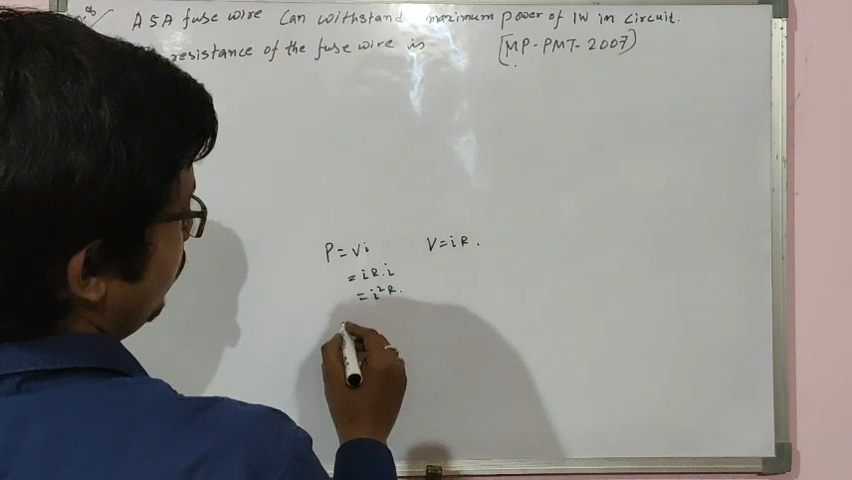 A 5A fuse wire can withstand maximum power of 1W in circuit.
resistance of the fuse wire is [MP-PMT-2007]
P=Vi V=iR.
=iR.i
=i²R.